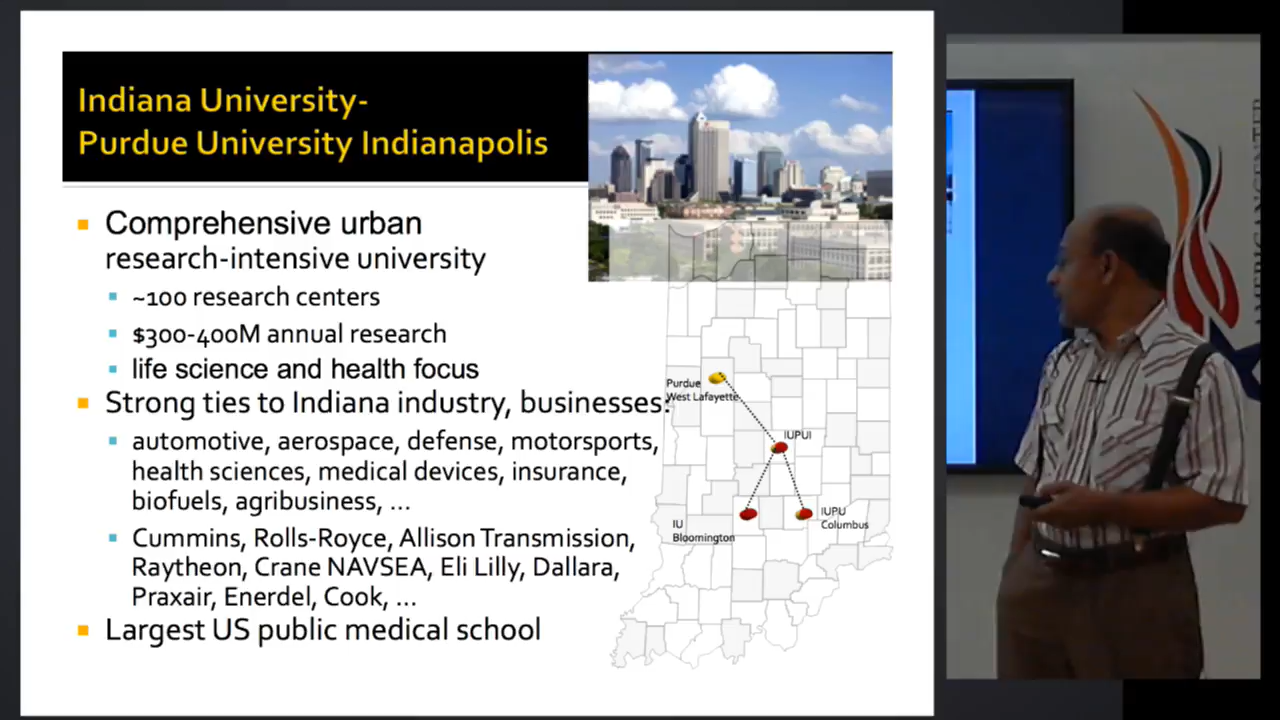 Indiana University-
Purdue University Indianapolis
Comprehensive urban
research-intensive university
~100 research centers
$300-400M annual research
life science and health focus
Strong ties to Indiana industry, businesses:
automotive, aerospace, defense, motorsports,
health sciences, medical devices, insurance,
biofuels, agribusiness, ...
Cummins, Rolls-Royce, Allison Transmission,
Raytheon, Crane NAVSEA, Eli Lilly, Dallara,
Praxair, Enerdel, Cook, ...
Largest US public medical school
Purdue
West Lafayette
IUPUI
IU
Bloomington
IUPU
Columbus
AMERICANCENTER